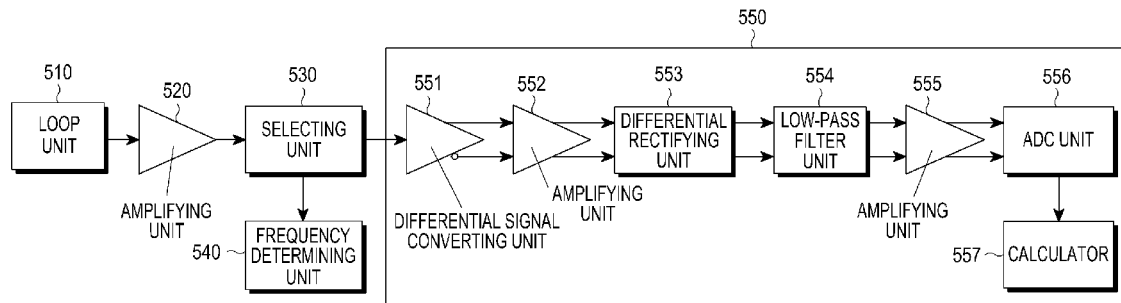 550
510
LOOP
UNIT
520
AMPLIFYING
UNIT
530
SELECTING
UNIT
540
FREQUENCY
DETERMINING
UNIT
551
DIFFERENTIAL SIGNAL
CONVERTING UNIT
552
AMPLIFYING
UNIT
553
DIFFERENTIAL
RECTIFYING
UNIT
554
LOW-PASS
FILTER
UNIT
555
AMPLIFYING
UNIT
556
ADC UNIT
557
CALCULATOR